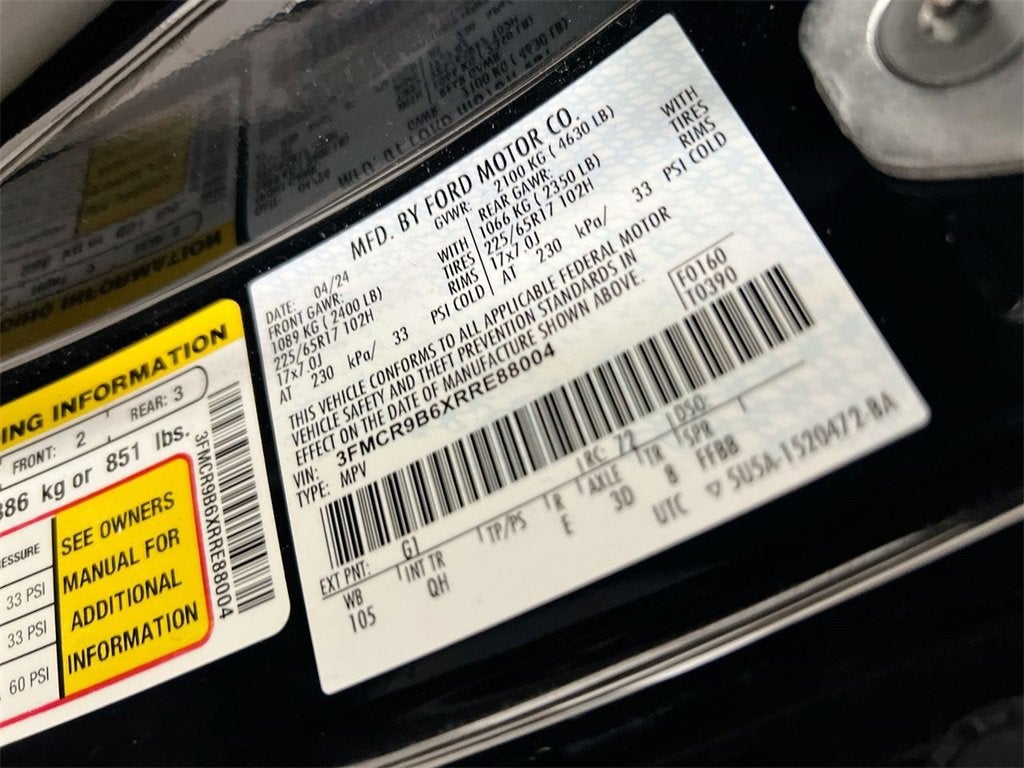 MFD. BY FORD MOTOR CO.
DATE: 04/24
GVWR: 2100 KG ( 4630 LB)
FRONT GAWR:
1089 KG ( 2400 LB)
225/65R17 102H
17x7.0J
AT 230 kPa/ 33 PSI COLD
WITH
TIRES
RIMS
REAR GAWR:
1066 KG ( 2350 LB)
225/65R17 102H
17x7.0J
AT 230 kPa/ 33 PSI COLD
WITH
TIRES
RIMS
THIS VEHICLE CONFORMS TO ALL APPLICABLE FEDERAL MOTOR
VEHICLE SAFETY AND THEFT PREVENTION STANDARDS IN
EFFECT ON THE DATE OF MANUFACTURE SHOWN ABOVE.
VIN: 3FMCR9B6XRRE88004
TYPE: MPV
F0160
T0390
EXT PNT: G1 RC: 72 DSO:
WB INT TR TP/PS R AXLE TR SPR
105 QH E 3D 8 FFBB
UTC ▽ 5U5A-1520472-BA
ING INFORMATION
FRONT: 2 REAR: 3
386 kg or 851 lbs.
ESSURE
33 PSI
33 PSI
60 PSI
SEE OWNERS
MANUAL FOR
ADDITIONAL
INFORMATION
3FMCR9B6XRRE88004